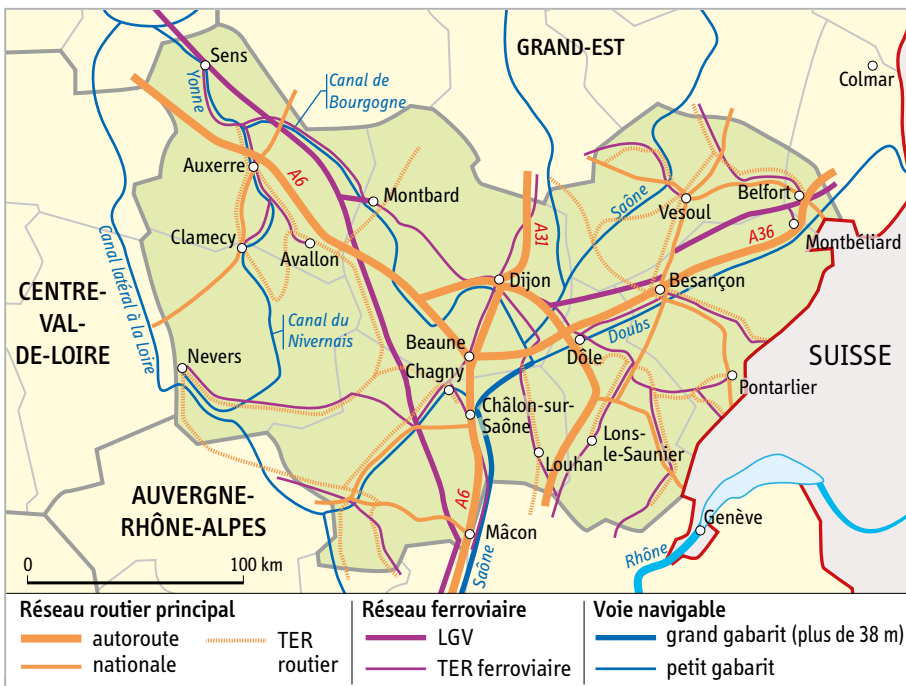 GRAND-EST
Sens
Colmar
Yonne
Canal de
Bourgogne
Auxerre
A6
Montbard
Saône
Vesoul
Belfort
A31
A36
Montbéliard
Clamecy
Avallon
Canal latéral à la Loire
Dijon
Besançon
CENTRE-
VAL-
DE-LOIRE
Canal du
Nivernais
Doubs
Beaune
Dôle
SUISSE
Nevers
Chagny
Pontarlier
Châlon-sur-
Saône
Lons-
le-Saunier
Louhan
AUVERGNE-
RHÔNE-ALPES
A6
Genève
Mâcon
Rhône
Saône
0
100 km
Réseau routier principal
autoroute
nationale
TER
routier
Réseau ferroviaire
LGV
TER ferroviaire
Voie navigable
grand gabarit (plus de 38 m)
petit gabarit